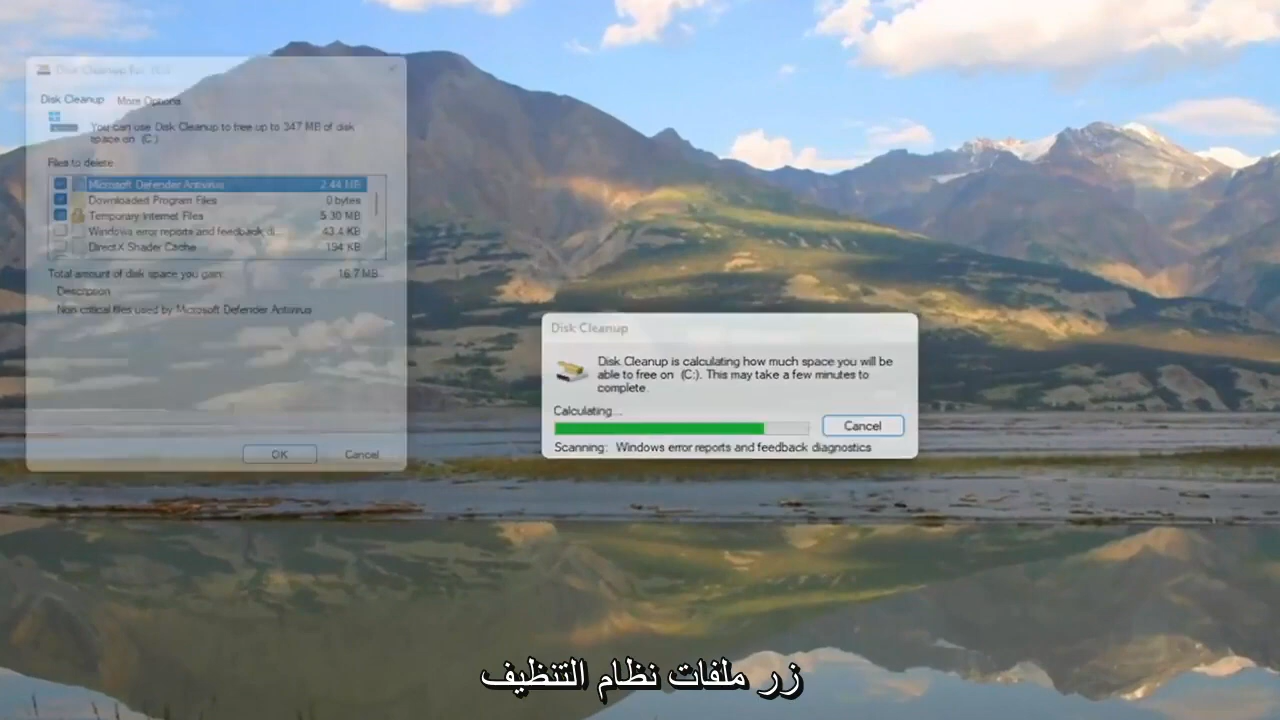 Disk Cleanup for (C:)
Disk Cleanup
More Options
You can use Disk Cleanup to free up to 347 MB of disk
space on (C:).
Files to delete
Microsoft Defender Antivirus 2.44 MB
Downloaded Program Files 0 bytes
Temporary Internet Files 5.30 MB
Windows error reports and feedback di... 43.4 KB
DirectX Shader Cache 194 KB
Total amount of disk space you gain: 16.7 MB
Description
Non-critical files used by Microsoft Defender Antivirus
OK
Cancel
Disk Cleanup
Disk Cleanup is calculating how much space you will be
able to free on (C:). This may take a few minutes to
complete.
Calculating...
Cancel
Scanning: Windows error reports and feedback diagnostics
زر ملفات نظام التنظيف